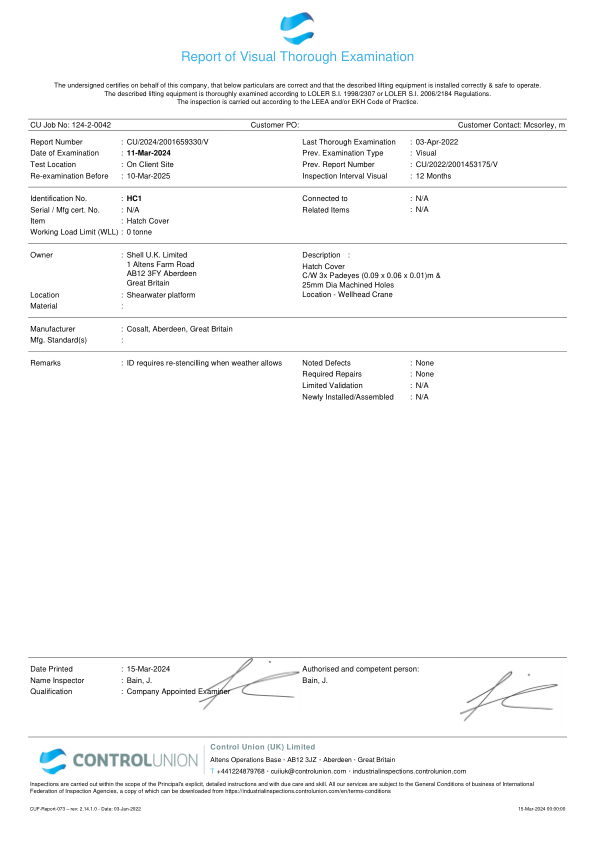 Report of Visual Thorough Examination
The undersigned certifies on behalf of this company, that below particulars are correct and that the described lifting equipment is installed correctly & safe to operate.
The described lifting equipment is thoroughly examined according to LOLER S.I. 1998/2307 or LOLER S.I. 2006/2184 Regulations.
The inspection is carried out according to the LEEA and/or EKH Code of Practice.
CU Job No: 124-2-0042 Customer PO: Customer Contact: Mcsorley, m
Report Number : CU/2024/2001659330/V Last Thorough Examination : 03-Apr-2022
Date of Examination : 11-Mar-2024 Prev. Examination Type : Visual
Test Location : On Client Site Prev. Report Number : CU/2022/2001453175/V
Re-examination Before : 10-Mar-2025 Inspection Interval Visual : 12 Months
Identification No. : HC1 Connected to : N/A
Serial / Mfg cert. No. : N/A Related Items : N/A
Item : Hatch Cover
Working Load Limit (WLL) : 0 tonne
Owner : Shell U.K. Limited Description :
1 Altens Farm Road Hatch Cover
AB12 3FY Aberdeen C/W 3x Padeyes (0.09 x 0.06 x 0.01)m &
Great Britain 25mm Dia Machined Holes
Location : Shearwater platform Location - Wellhead Crane
Material :
Manufacturer : Cosalt, Aberdeen, Great Britain
Mfg. Standard(s) :
Remarks : ID requires re-stencilling when weather allows Noted Defects : None
Required Repairs : None
Limited Validation : N/A
Newly Installed/Assembled : N/A
Date Printed : 15-Mar-2024 Authorised and competent person:
Name Inspector : Bain, J. Bain, J.
Qualification : Company Appointed Examiner
CONTROLUNION
Control Union (UK) Limited
Altens Operations Base - AB12 3JZ - Aberdeen - Great Britain
T +441224879768 - cuiiuk@controlunion.com - industrialinspections.controlunion.com
Inspections are carried out within the scope of the Principal's explicit, detailed instructions and with due care and skill. All our services are subject to the General Conditions of business of International
Federation of Inspection Agencies, a copy of which can be downloaded from https://industrialinspections.controlunion.com/en/terms-conditions
CUF-Report-073 – rev: 2.14.1.0 - Date: 03-Jun-2022 15-Mar-2024 00:00:00